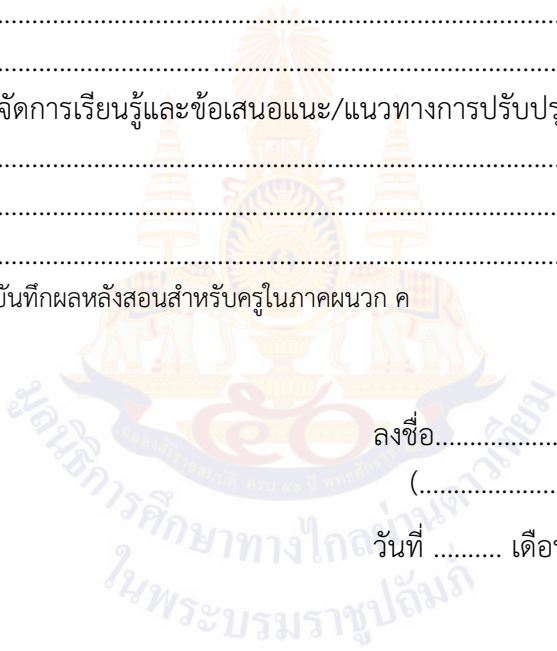 ................................................................................................
................................................................................................
จัดการเรียนรู้และข้อเสนอแนะ/แนวทางการปรับปรุ
................................................................................................
................................................................................................
................................................................................................
บันทึกผลหลังสอนสำหรับครูในภาคผนวก ค
ลงชื่อ...................
(....................
วันที่ .......... เดือน
มูลนิธิการศึกษาทางไกลผ่านดาวเทียม
ในพระบรมราชูปถัมภ์